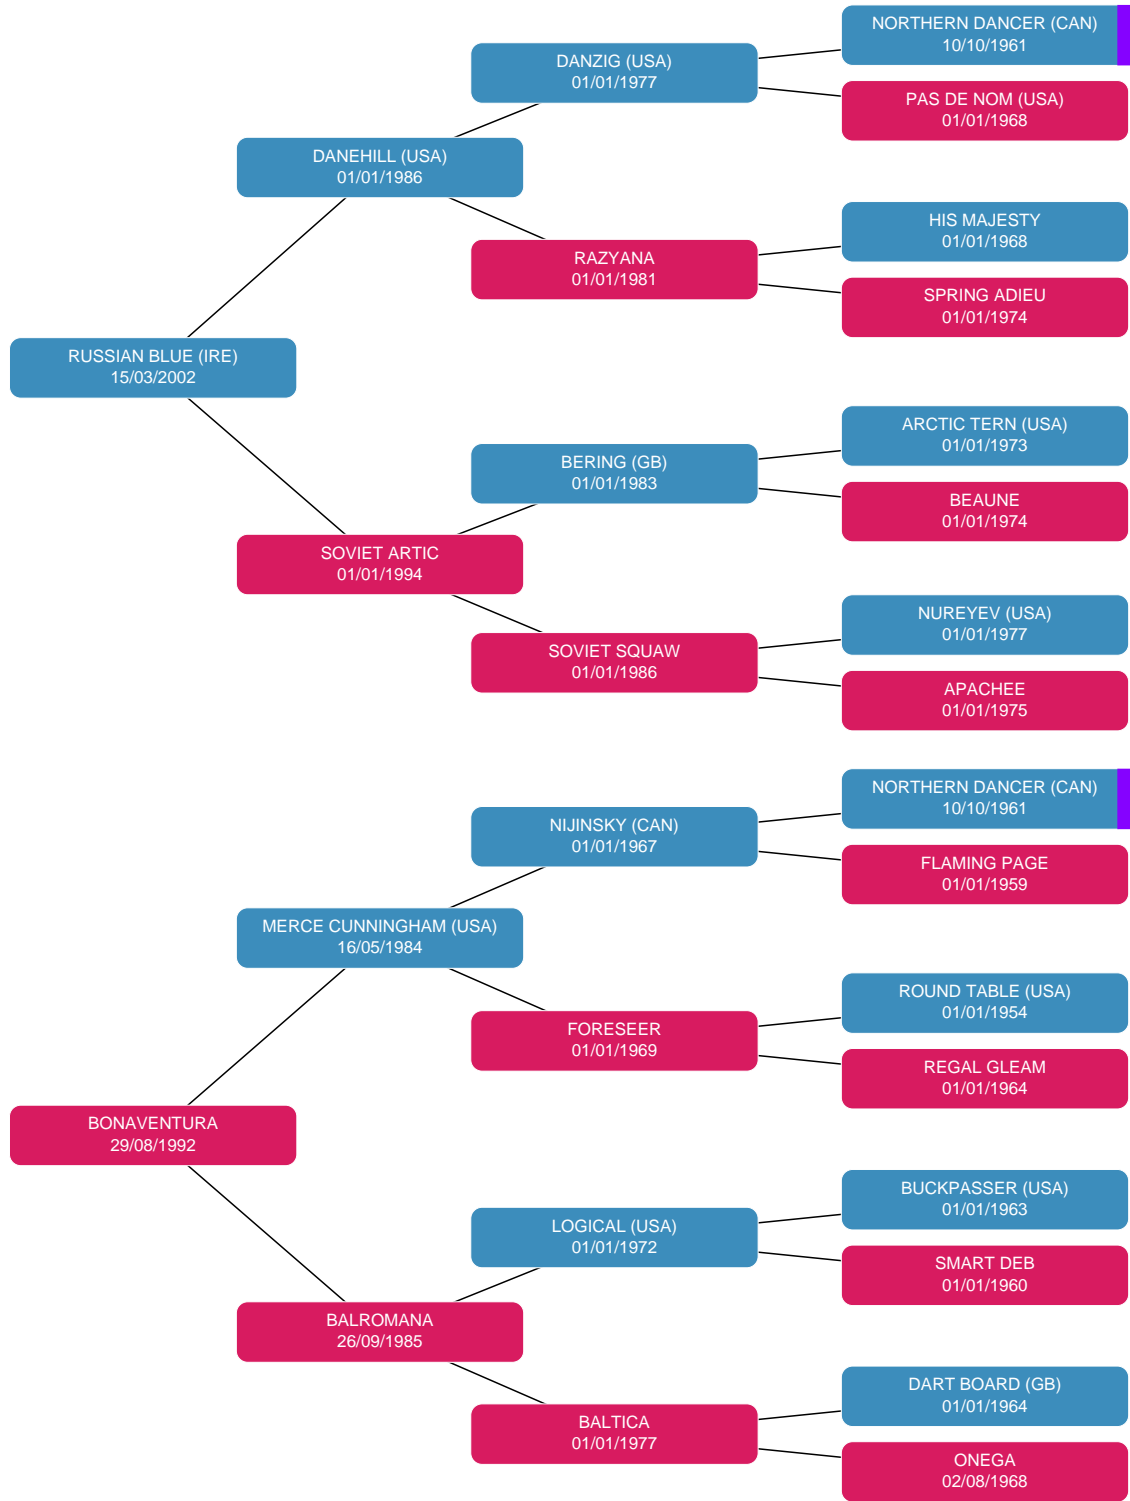 NORTHERN DANCER (CAN)
10/10/1961
DANZIG (USA)
01/01/1977
PAS DE NOM (USA)
01/01/1968
DANEHILL (USA)
01/01/1986
HIS MAJESTY
01/01/1968
RAZYANA
01/01/1981
SPRING ADIEU
01/01/1974
RUSSIAN BLUE (IRE)
15/03/2002
ARCTIC TERN (USA)
01/01/1973
BERING (GB)
01/01/1983
BEAUNE
01/01/1974
SOVIET ARTIC
01/01/1994
NUREYEV (USA)
01/01/1977
SOVIET SQUAW
01/01/1986
APACHEE
01/01/1975
NORTHERN DANCER (CAN)
10/10/1961
NIJINSKY (CAN)
01/01/1967
FLAMING PAGE
01/01/1959
MERCE CUNNINGHAM (USA)
16/05/1984
ROUND TABLE (USA)
01/01/1954
FORESEER
01/01/1969
REGAL GLEAM
01/01/1964
BONAVENTURA
29/08/1992
BUCKPASSER (USA)
01/01/1963
LOGICAL (USA)
01/01/1972
SMART DEB
01/01/1960
BALROMANA
26/09/1985
DART BOARD (GB)
01/01/1964
BALTICA
01/01/1977
ONEGA
02/08/1968